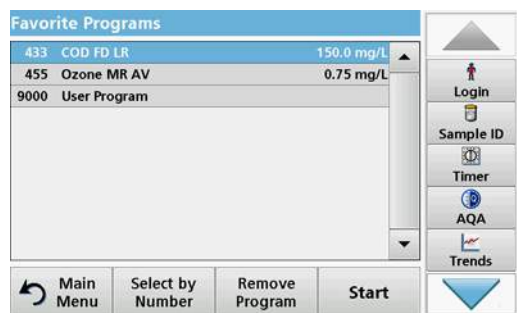 Favorite Programs
433 COD FD LR 150.0 mg/L
455 Ozone MR AV 0.75 mg/L
9000 User Program
Login
Sample ID
Timer
AQA
Trends
Main
Menu
Select by
Number
Remove
Program
Start